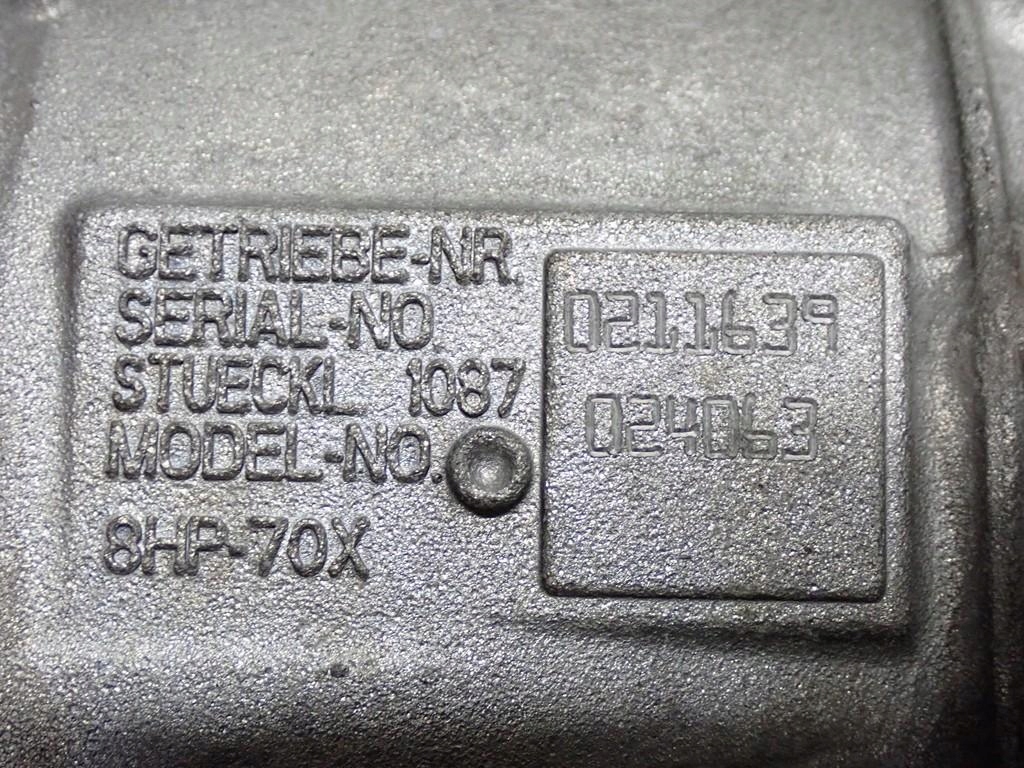 GETRIEBE-NR.
SERIAL-NO.
STUECKL. 1087
MODEL-NO.
8HP-70X
0211639
024063